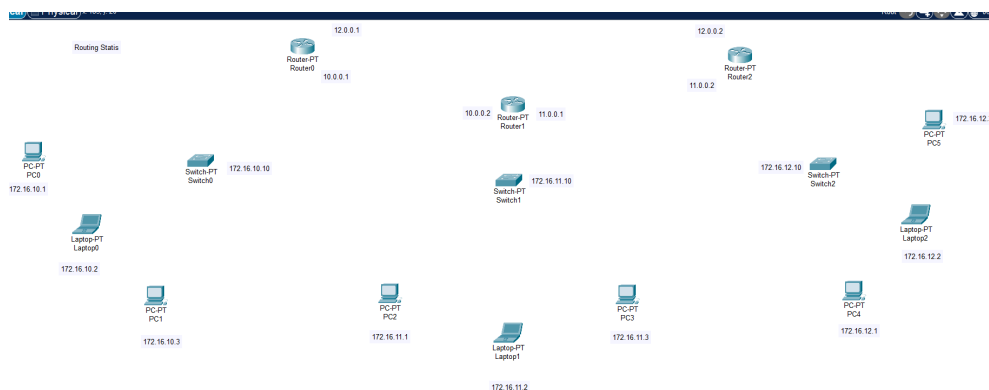 Physical
Root
12.0.0.1
12.0.0.2
Routing Statis
Router-PT
Router0
10.0.0.1
Router-PT
Router2
11.0.0.2
10.0.0.2
Router-PT
Router1
11.0.0.1
172.16.12.
PC-PT
PC5
PC-PT
PC0
172.16.10.1
Switch-PT
Switch0
172.16.10.10
Switch-PT
Switch1
172.16.11.10
172.16.12.10
Switch-PT
Switch2
Laptop-PT
Laptop0
172.16.10.2
Laptop-PT
Laptop2
172.16.12.2
PC-PT
PC1
172.16.10.3
PC-PT
PC2
172.16.11.1
Laptop-PT
Laptop1
172.16.11.2
PC-PT
PC3
172.16.11.3
PC-PT
PC4
172.16.12.1